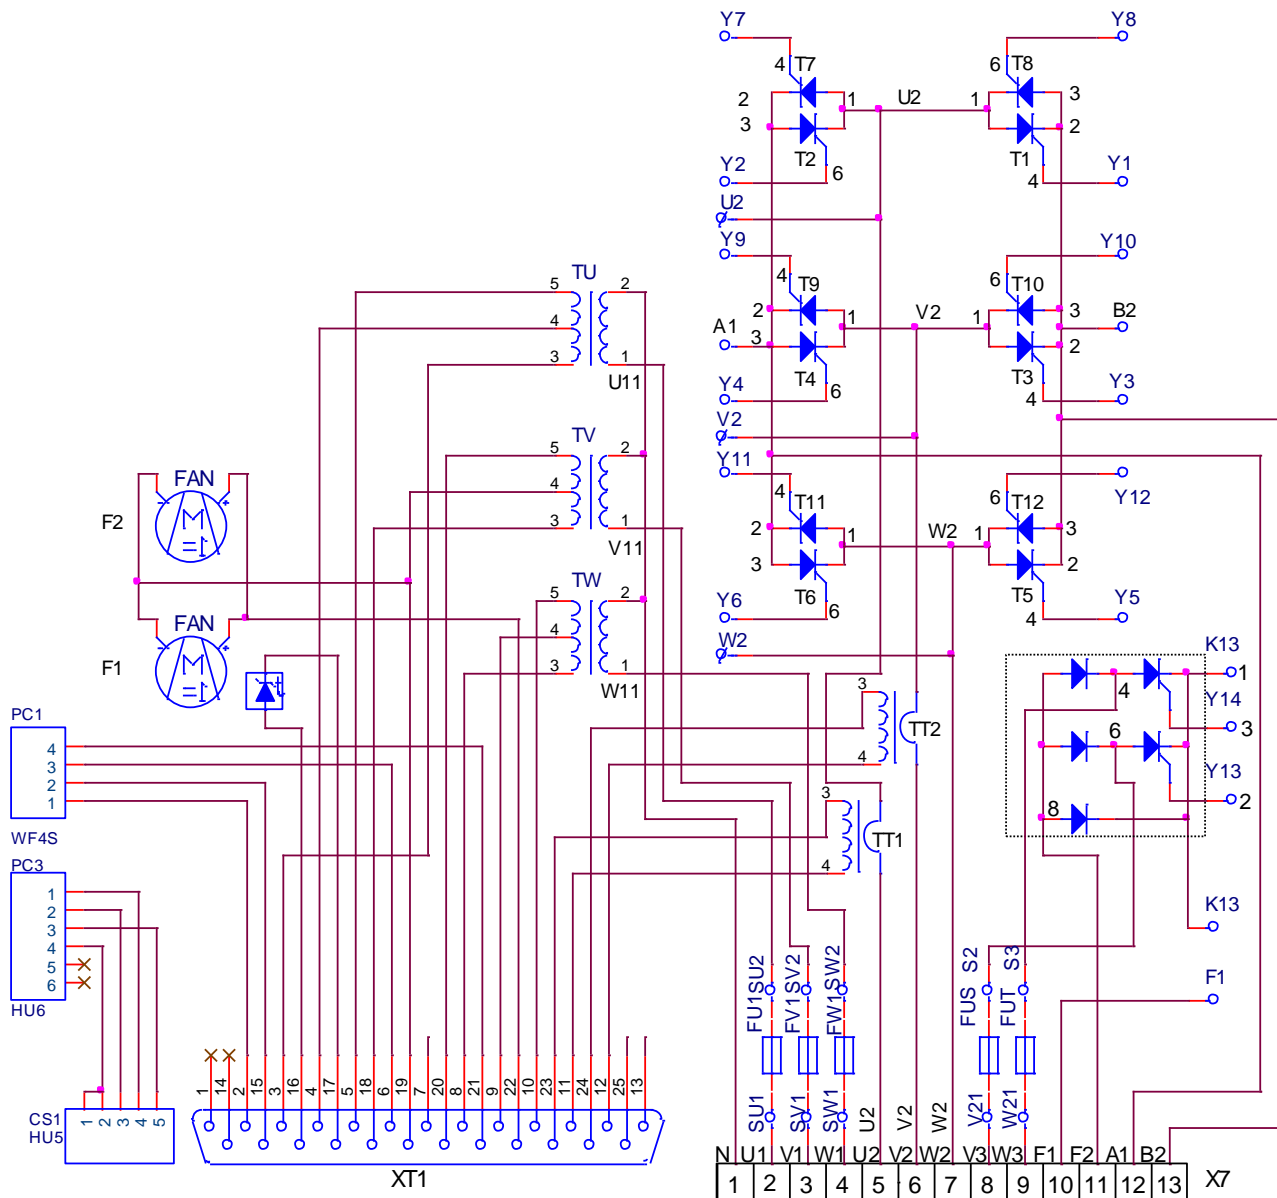 Y7
Y8
4 T7
6 T8
2
1
U2
1
3
3
2
T2
T1
Y2
6
4
Y1
U2
Y9
Y10
4 T9
6 T10
2
1
V2
1
3
B2
A1
3
2
T4
T3
Y4
6
4
Y3
V2
Y11
Y12
4 T11
6 T12
2
1
W2
1
3
3
2
T6
T5
Y6
6
4
Y5
W2
TU
5
2
4
3
1
U11
TV
5
2
4
3
1
V11
TW
5
2
4
3
1
W11
FAN
F2
M
FAN
F1
M
K13
1
4
Y14
3
6
Y13
2
8
K13
F1
3
TT2
4
3
TT1
4
PC1
4
3
2
1
WF4S
PC3
1
2
3
4
5
6
HU6
CS1
HU5
1 2 3 4 5
1 14 2 15 3 16 4 17 5 18 6 19 7 20 8 21 9 22 10 23 11 24 12 25 13
XT1
SU2 SV2 SW2 S2 S3
FU1 FV1 FW1 FUS FUT
SU1 SV1 SW1 U2 V2 W2 V21 W21
N U1 V1 W1 U2 V2 W2 V3 W3 F1 F2 A1 B2
1 2 3 4 5 6 7 8 9 10 11 12 13 X7